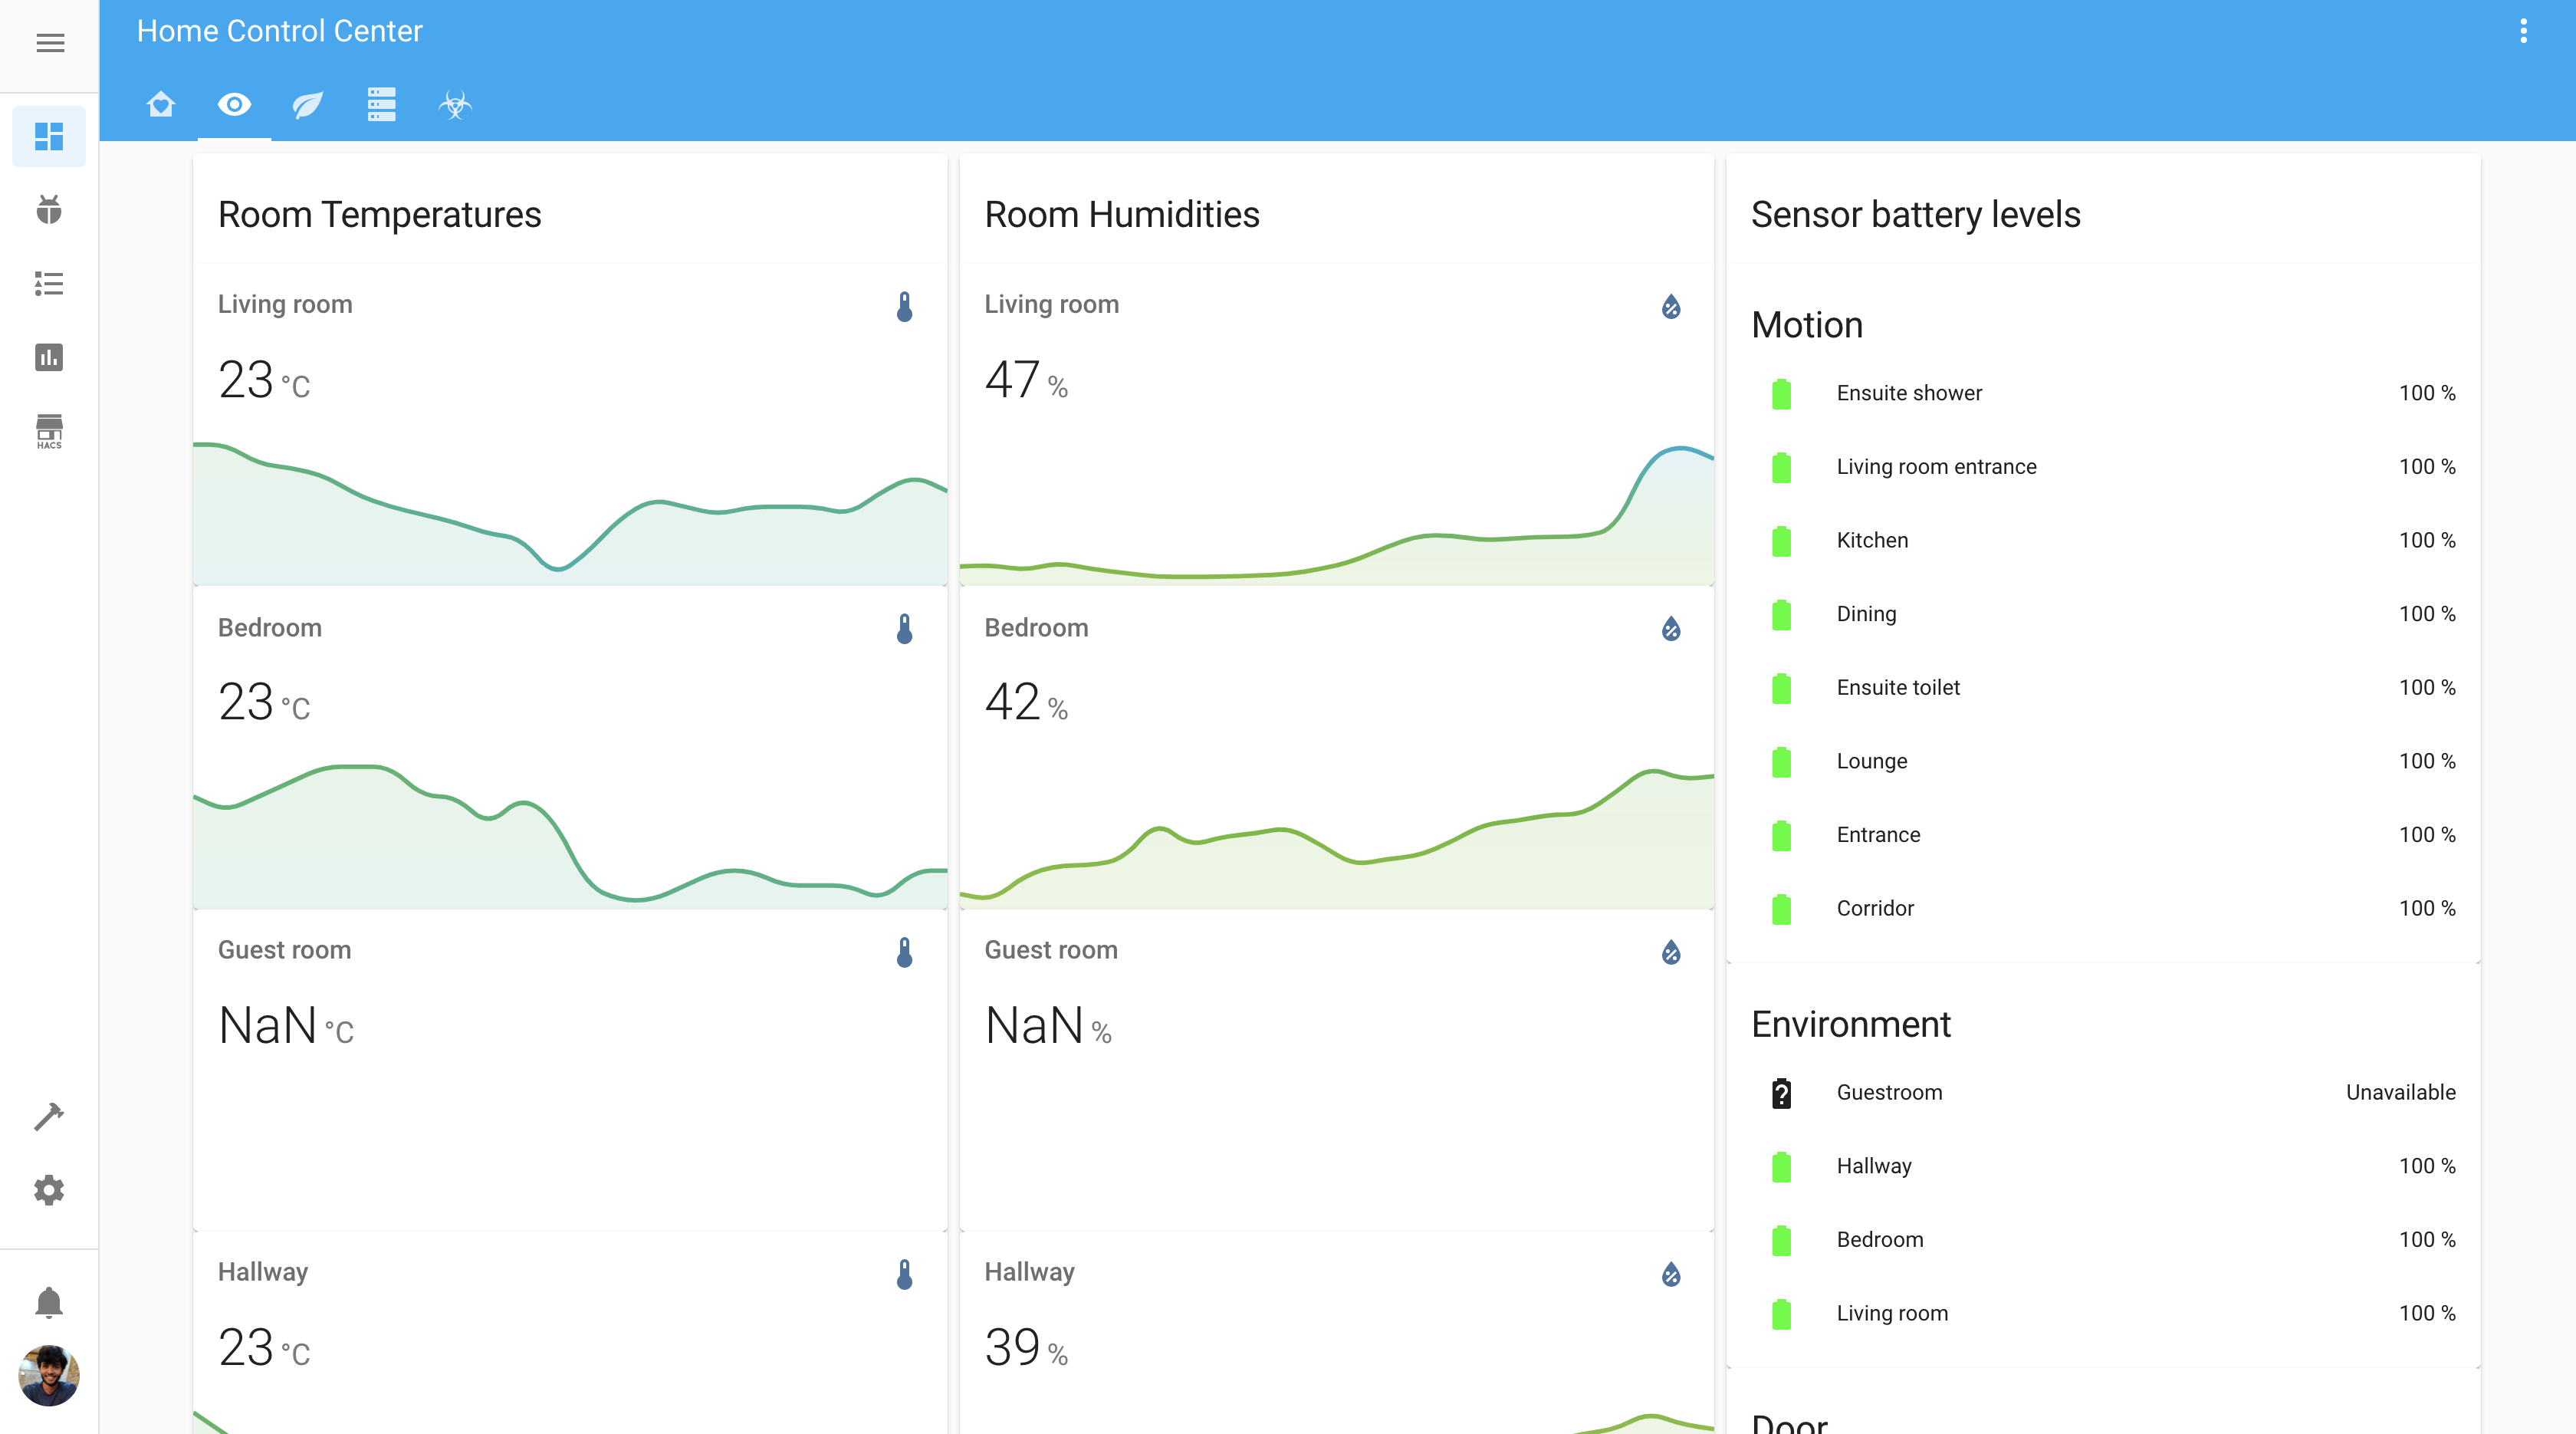 Home Control Center
HACS
Room Temperatures
Living room
23 °C
Bedroom
23 °C
Guest room
NaN °C
Hallway
23 °C
Room Humidities
Living room
47 %
Bedroom
42 %
Guest room
NaN %
Hallway
39 %
Sensor battery levels
Motion
Ensuite shower 100 %
Living room entrance 100 %
Kitchen 100 %
Dining 100 %
Ensuite toilet 100 %
Lounge 100 %
Entrance 100 %
Corridor 100 %
Environment
Guestroom Unavailable
Hallway 100 %
Bedroom 100 %
Living room 100 %
Door